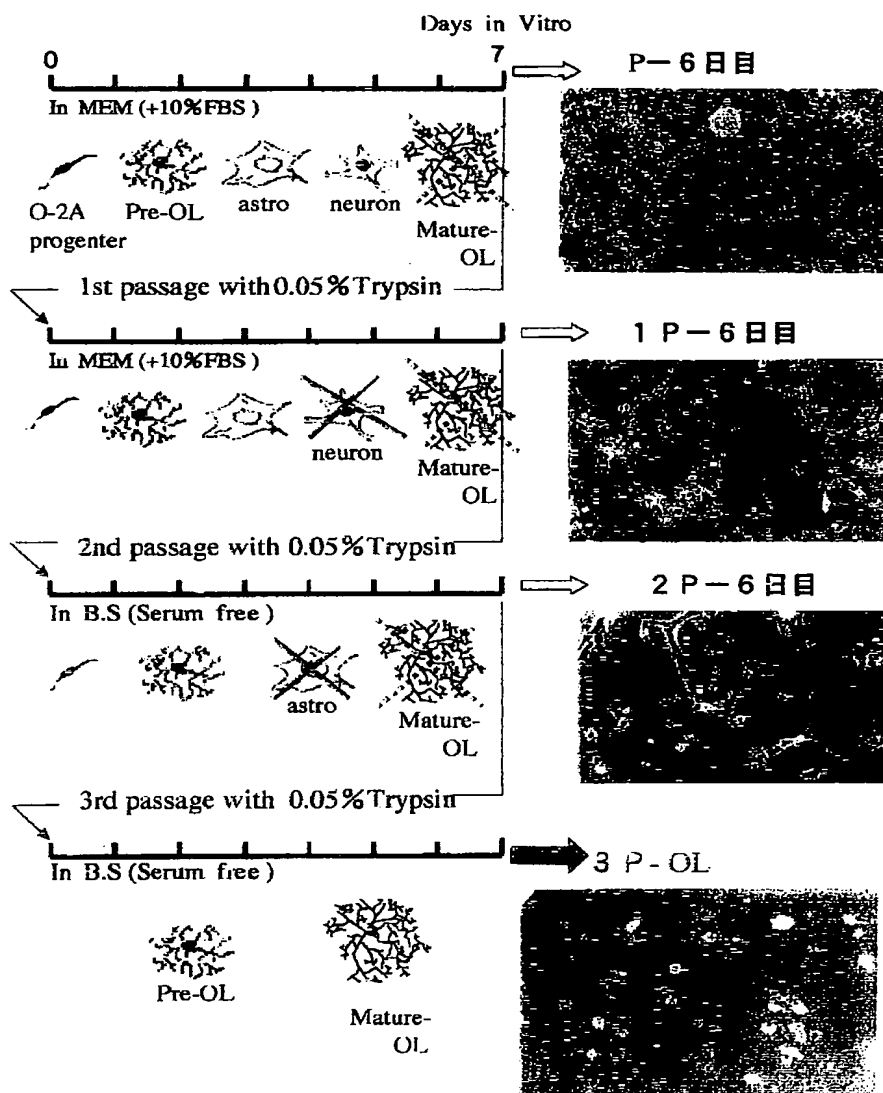 Days in Vitro
0
7
P-6日目
In MEM (+10%FBS)
O-2A
progenter
Pre-OL
astro
neuron
Mature-
OL
1st passage with 0.05%Trypsin
1 P-6日目
In MEM (+10%FBS)
neuron
Mature-
OL
2nd passage with 0.05%Trypsin
2 P-6日目
In B.S (Serum free)
astro
Mature-
OL
3rd passage with 0.05%Trypsin
3 P-OL
In B.S (Serum free)
Pre-OL
Mature-
OL